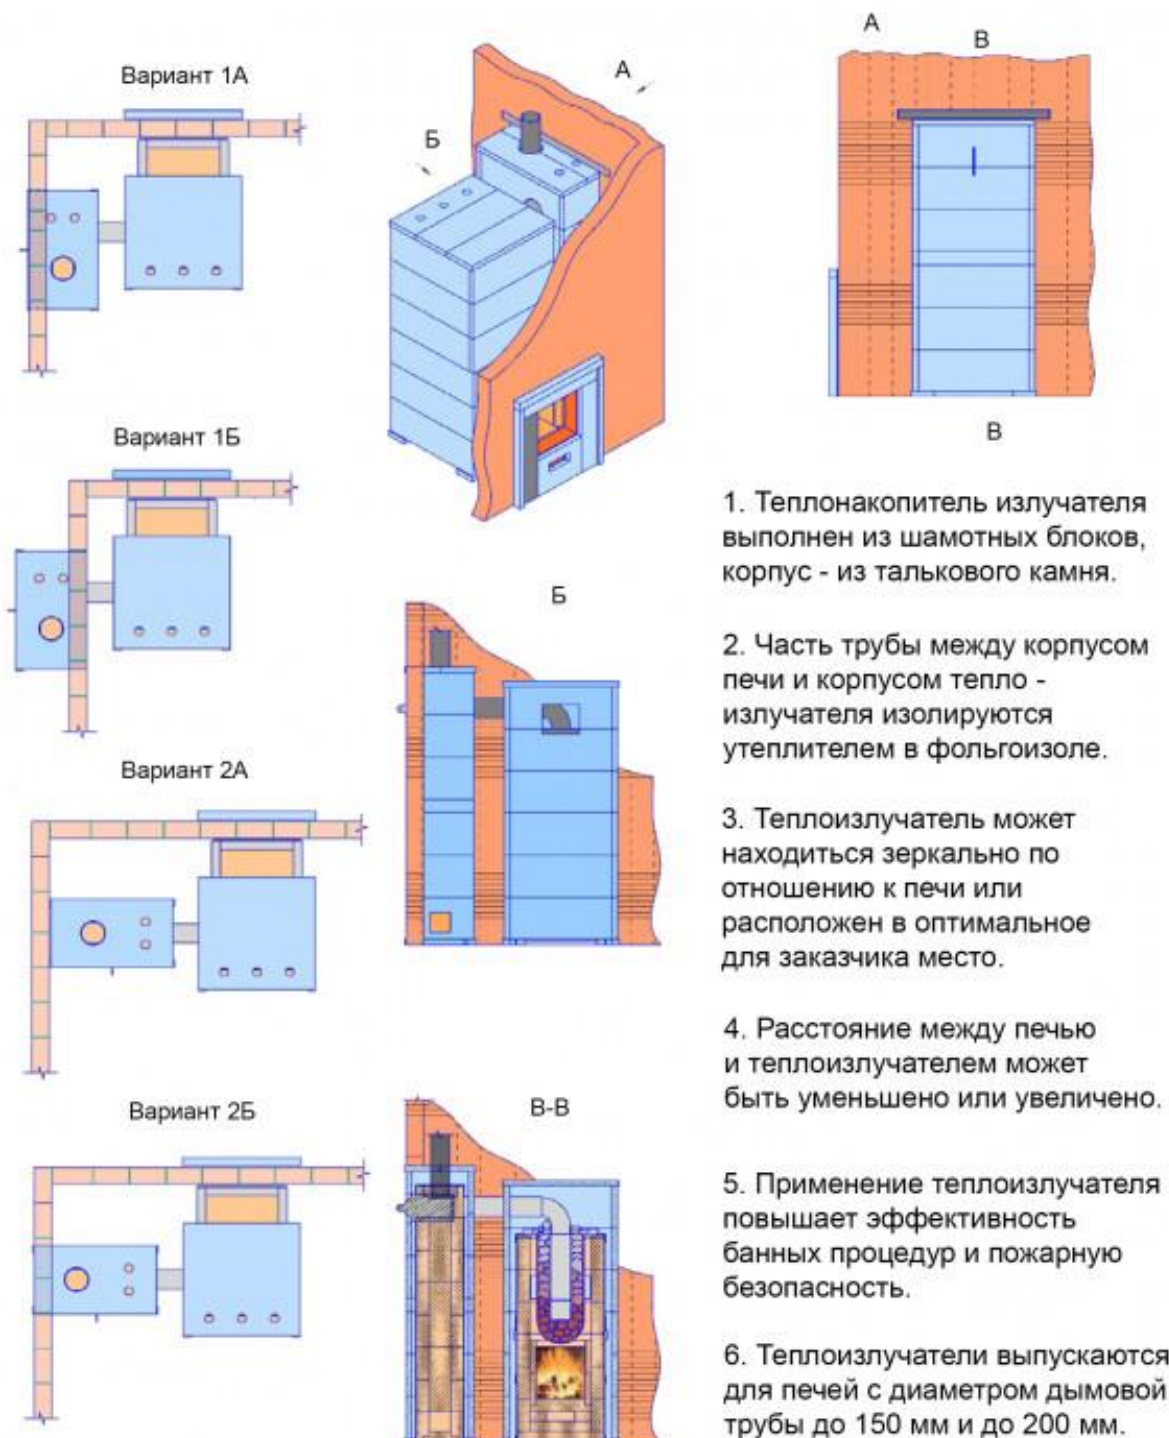 Вариант 1А
А
Б
А
В
В
Вариант 1Б
Б
Вариант 2А
Вариант 2Б
В-В
1. Теплонакопитель излучателя
выполнен из шамотных блоков,
корпус - из талькового камня.
2. Часть трубы между корпусом
печи и корпусом тепло -
излучателя изолируются
утеплителем в фольгоизоле.
3. Теплоизлучатель может
находиться зеркально по
отношению к печи или
расположен в оптимальное
для заказчика место.
4. Расстояние между печью
и теплоизлучателем может
быть уменьшено или увеличено.
5. Применение теплоизлучателя
повышает эффективность
банных процедур и пожарную
безопасность.
6. Теплоизлучатели выпускаются
для печей с диаметром дымовой
трубы до 150 мм и до 200 мм.